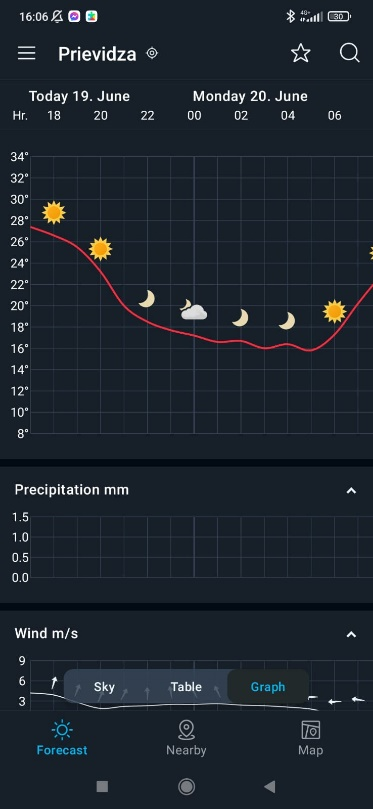 16:06
4G+
30
Prievidza
Today 19. June Monday 20. June
Hr. 18 20 22 00 02 04 06
34°
32°
30°
28°
26°
24°
22°
20°
18°
16°
14°
12°
10°
8°
Precipitation mm
1.5
1.0
0.5
0.0
Wind m/s
9
6
3
Sky Table Graph
Forecast Nearby Map